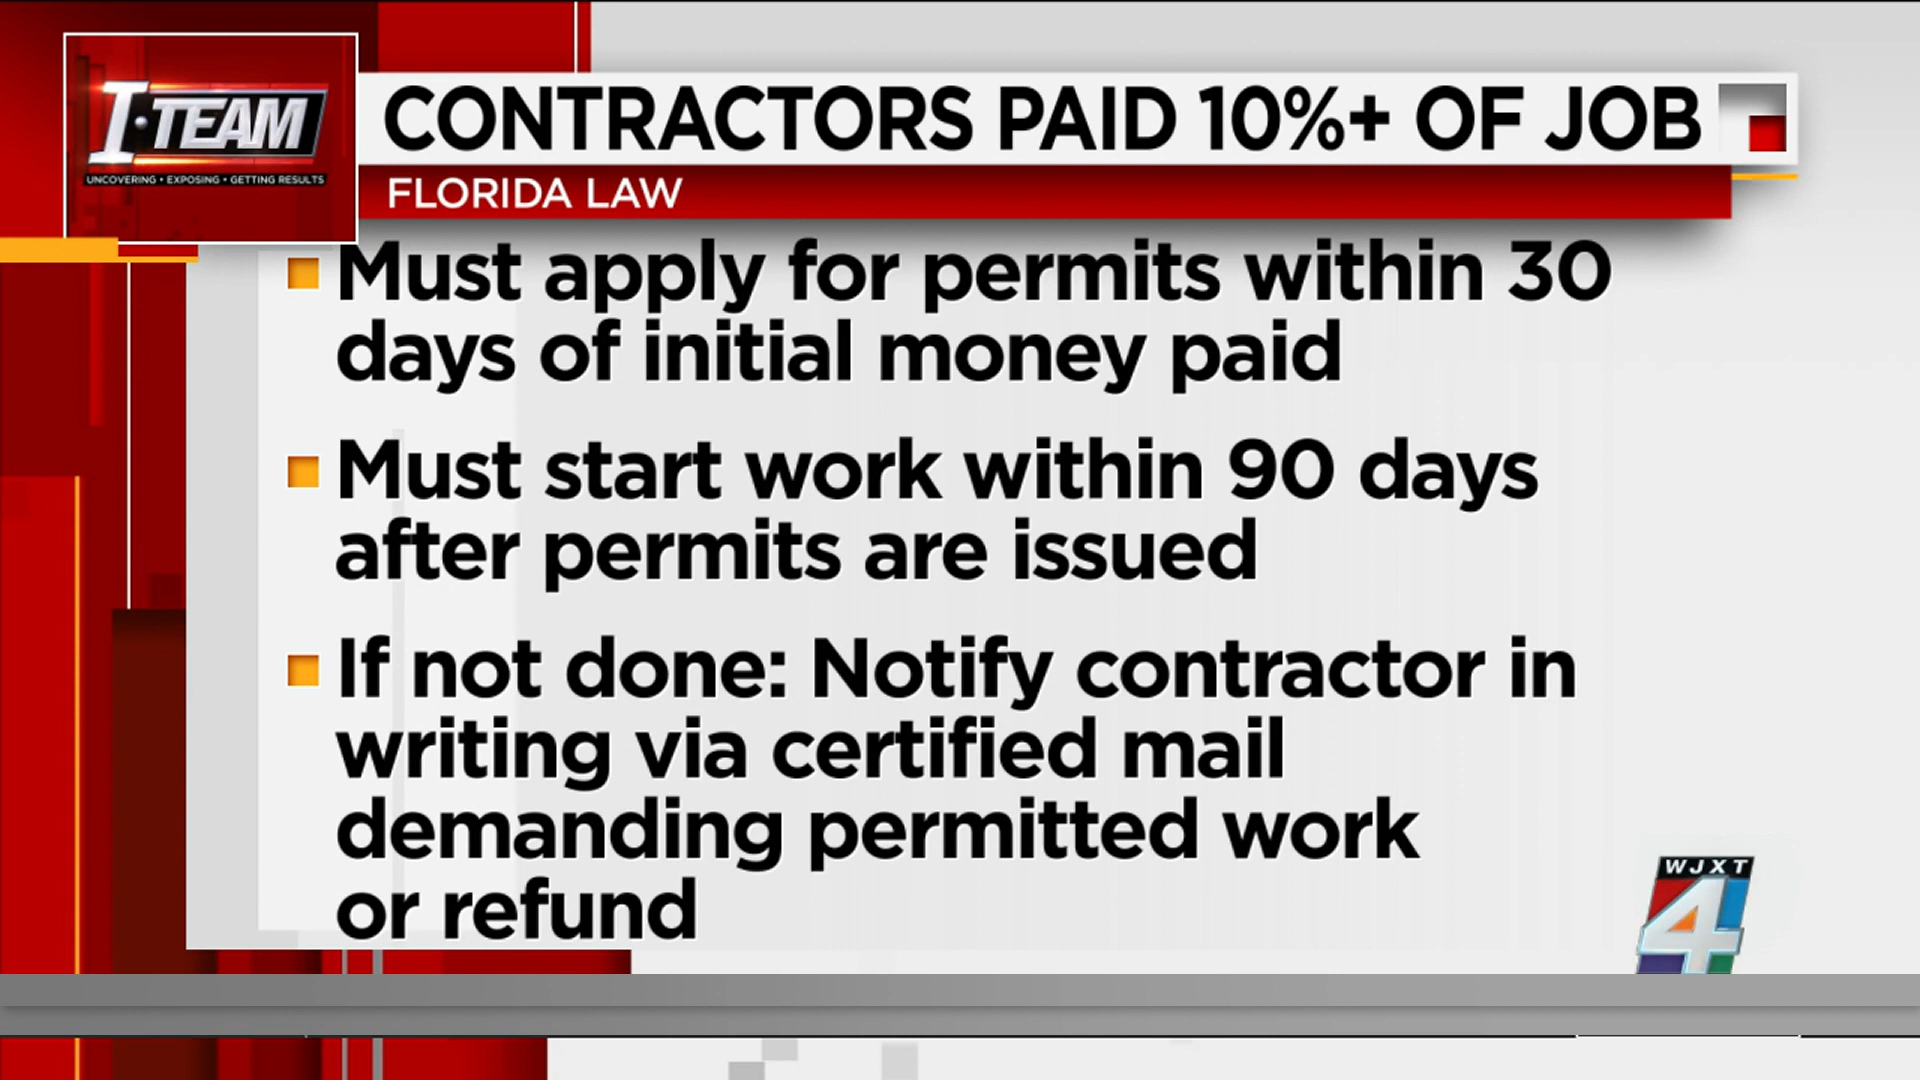 I·TEAM
UNCOVERING • EXPOSING • GETTING RESULTS
CONTRACTORS PAID 10%+ OF JOB
FLORIDA LAW
Must apply for permits within 30
days of initial money paid
Must start work within 90 days
after permits are issued
If not done: Notify contractor in
writing via certified mail
demanding permitted work
or refund
WJXT
4